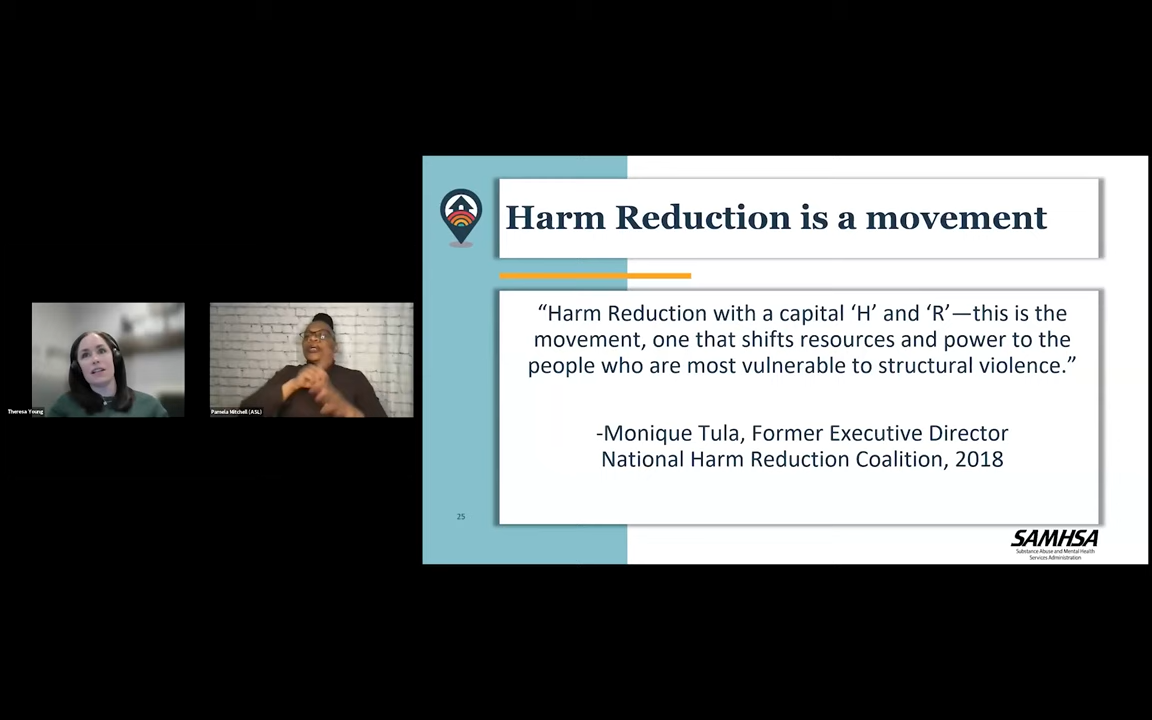 Harm Reduction is a movement
“Harm Reduction with a capital ‘H’ and ‘R’—this is the
movement, one that shifts resources and power to the
people who are most vulnerable to structural violence.”
-Monique Tula, Former Executive Director
National Harm Reduction Coalition, 2018
25
SAMHSA
Substance Abuse and Mental Health
Services Administration
Theresa Young
Pamela Mitchell (ASL)